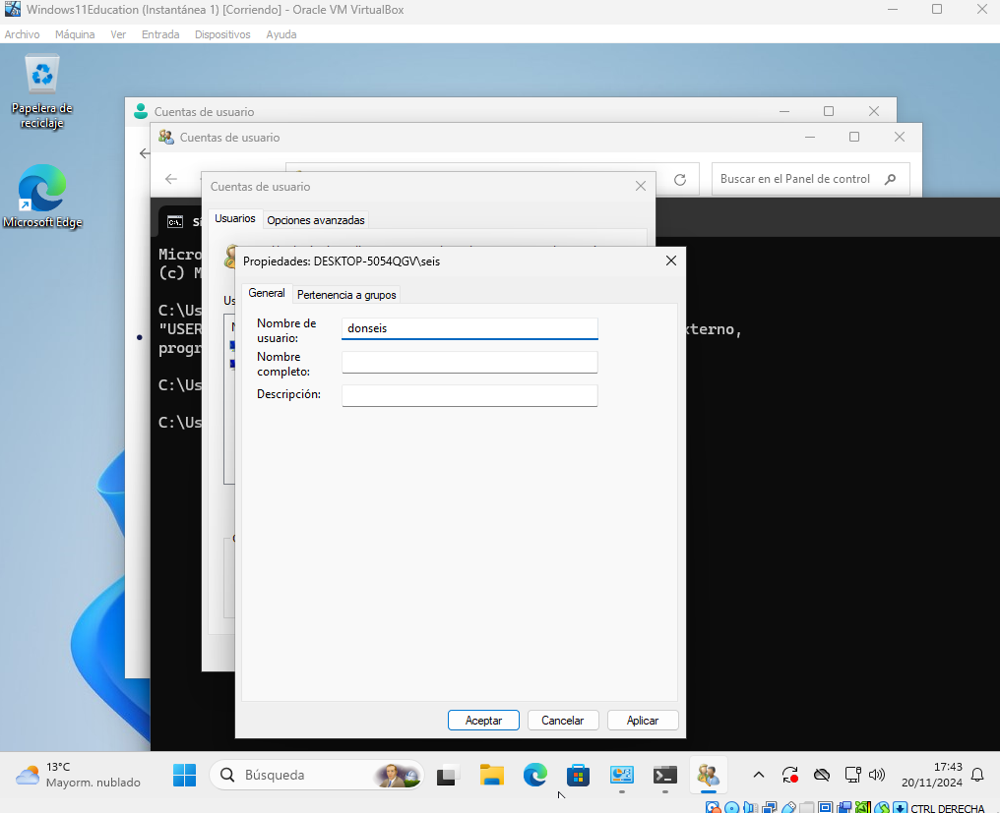 Windows11Education (Instantánea 1) [Corriendo] - Oracle VM VirtualBox
Archivo Máquina Ver Entrada Dispositivos Ayuda
Papelera de
reciclaje
Microsoft Edge
Cuentas de usuario
Cuentas de usuario
Buscar en el Panel de control
Cuentas de usuario
Usuarios Opciones avanzadas
Micro
(c) M
C:\Us
"USER
xterno,
progr
C:\Us
C:\Us
Us
Propiedades: DESKTOP-5054QGV\seis
General Pertenencia a grupos
Nombre de
usuario:
donseis
Nombre
completo:
Descripción:
Aceptar Cancelar Aplicar
13°C
Mayorm. nublado
Búsqueda
17:43
20/11/2024
CTRL DERECHA